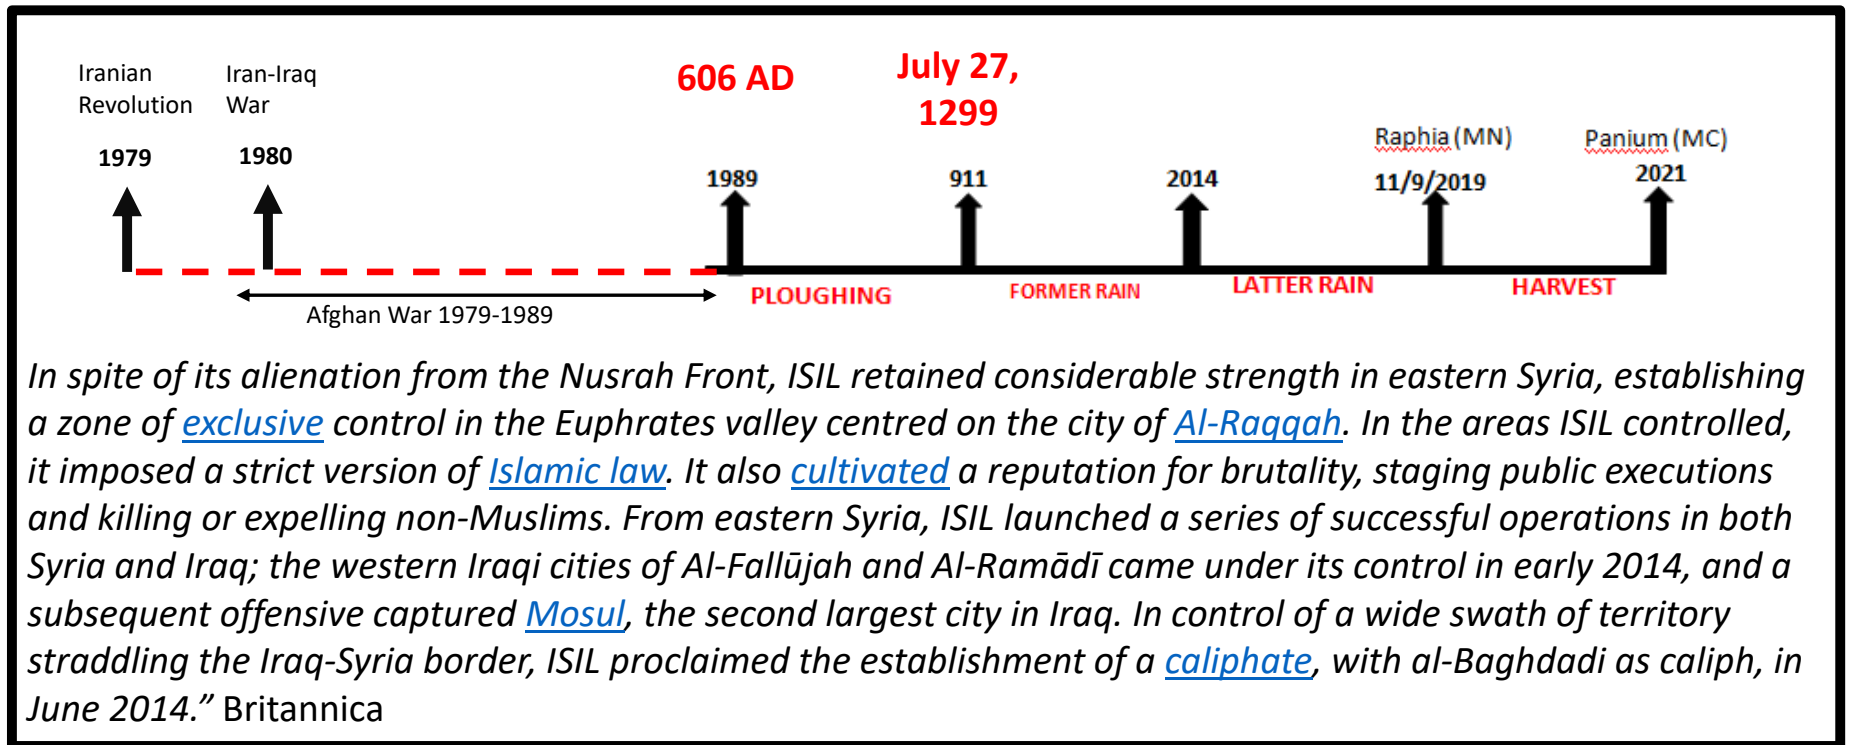 Iranian
Revolution
1979
Iran-Iraq
War
1980
606 AD
July 27,
1299
1989
911
2014
Raphia (MN)
11/9/2019
Panium (MC)
2021
PLOUGHING
FORMER RAIN
LATTER RAIN
HARVEST
Afghan War 1979-1989
In spite of its alienation from the Nusrah Front, ISIL retained considerable strength in eastern Syria, establishing
a zone of exclusive control in the Euphrates valley centred on the city of Al-Raqqah. In the areas ISIL controlled,
it imposed a strict version of Islamic law. It also cultivated a reputation for brutality, staging public executions
and killing or expelling non-Muslims. From eastern Syria, ISIL launched a series of successful operations in both
Syria and Iraq; the western Iraqi cities of Al-Fallūjah and Al-Ramādī came under its control in early 2014, and a
subsequent offensive captured Mosul, the second largest city in Iraq. In control of a wide swath of territory
straddling the Iraq-Syria border, ISIL proclaimed the establishment of a caliphate, with al-Baghdadi as caliph, in
June 2014.” Britannica